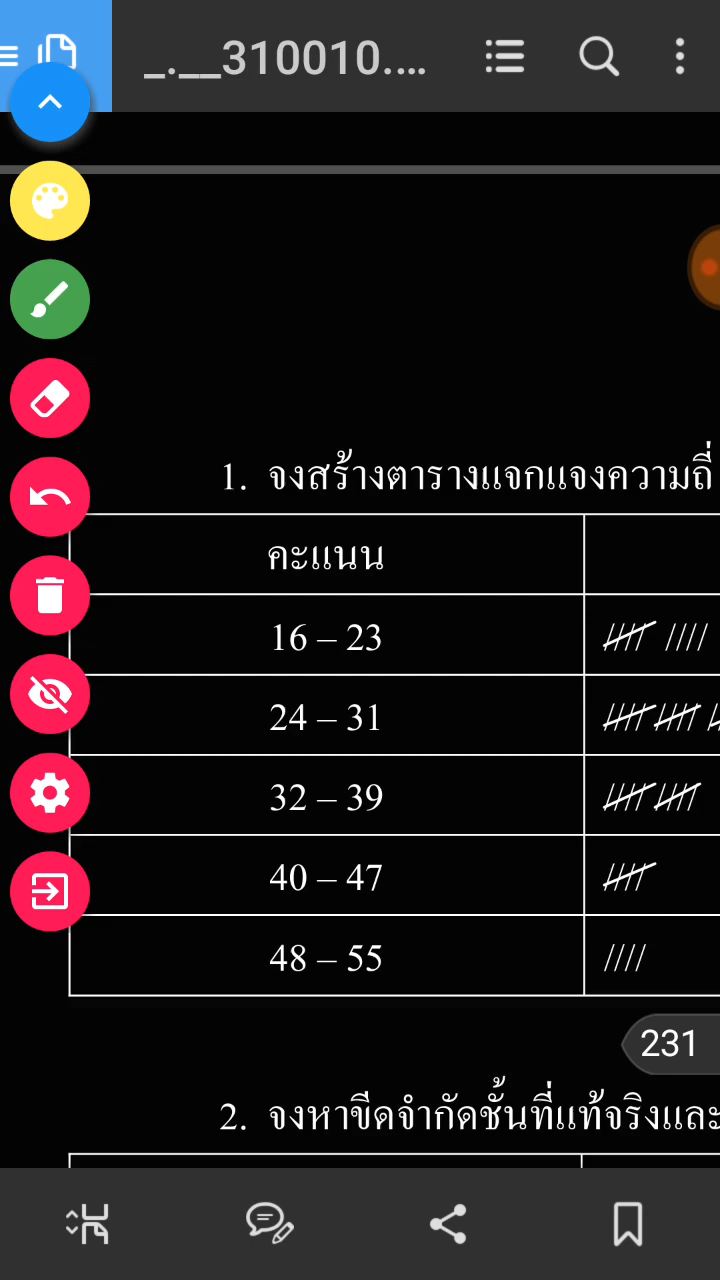 _.__310010....
1. จงสร้างตารางแจกแจงความถี่
คะแนน
16 – 23
24 – 31
32 – 39
40 – 47
48 – 55
231
2. จงหาขีดจำกัดชั้นที่แท้จริงและ